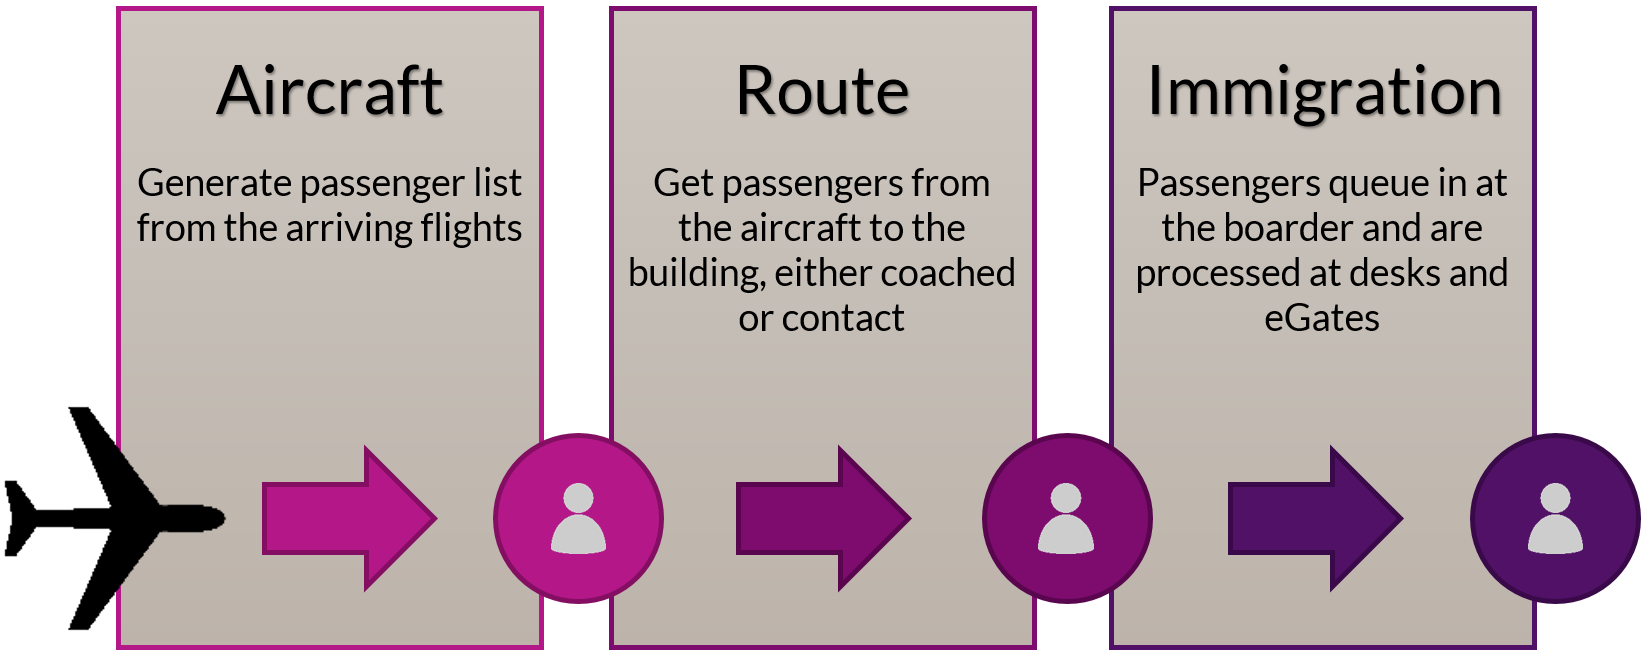 Aircraft
Generate passenger list
from the arriving flights
Route
Get passengers from
the aircraft to the
building, either coached
or contact
Immigration
Passengers queue in at
the boarder and are
processed at desks and
eGates